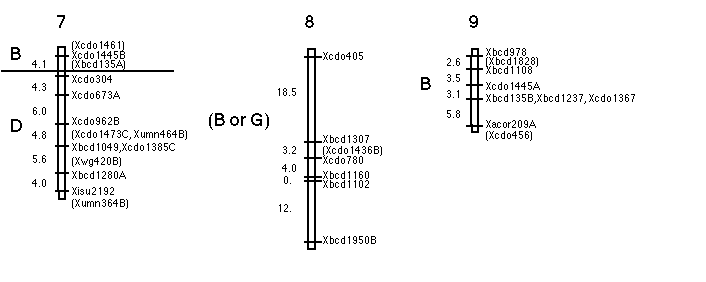 7
B
D
(Xcdo1461)
Xcdo1445B
4.1 (Xbcd135A)
Xcdo304
4.3
Xcdo673A
6.0
Xcdo962B
4.8 (Xcdo1473C, Xumn464B)
Xbcd1049,Xcdo1385C
5.6 (Xwg420B)
Xbcd1280A
4.0
Xisu2192
(Xumn364B)
8
(B or G)
Xcdo405
18.5
Xbcd1307
3.2 (Xcdo1436B)
Xcdo780
4.0
Xbcd1160
0.
Xbcd1102
12.
Xbcd1950B
9
B
Xbcd978
2.6 (Xbcd1828)
Xbcd1108
3.5
Xcdo1445A
3.1
Xbcd135B,Xbcd1237, Xcdo1367
5.8
Xacor209A
(Xcdo456)